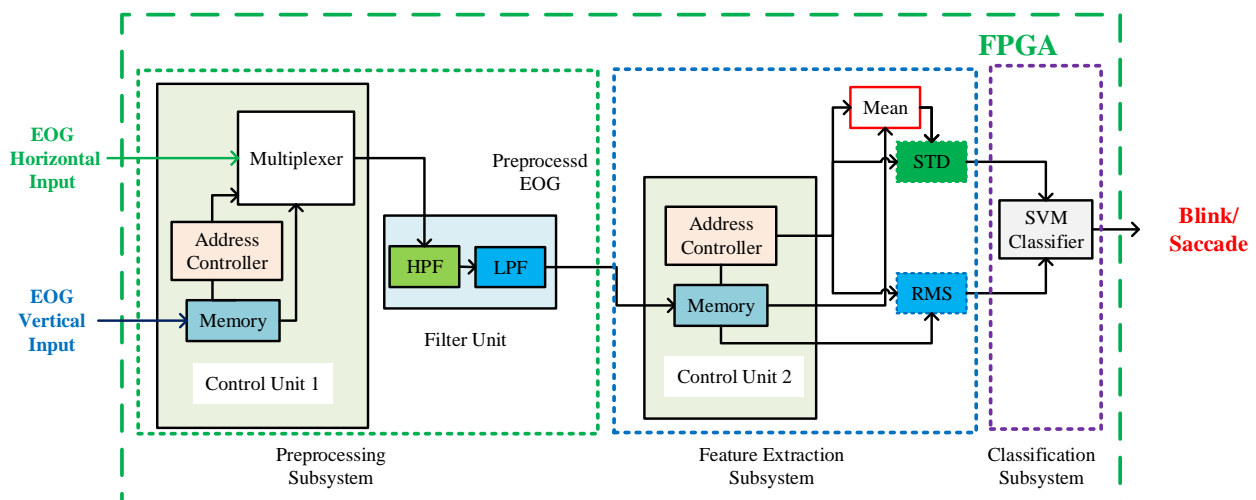 FPGA
EOG
Horizontal
Input
EOG
Vertical
Input
Multiplexer
Address
Controller
Memory
Control Unit 1
Preprocessd
EOG
HPF
LPF
Filter Unit
Preprocessing
Subsystem
Address
Controller
Memory
Control Unit 2
Mean
STD
RMS
Feature Extraction
Subsystem
SVM
Classifier
Classification
Subsystem
Blink/
Saccade